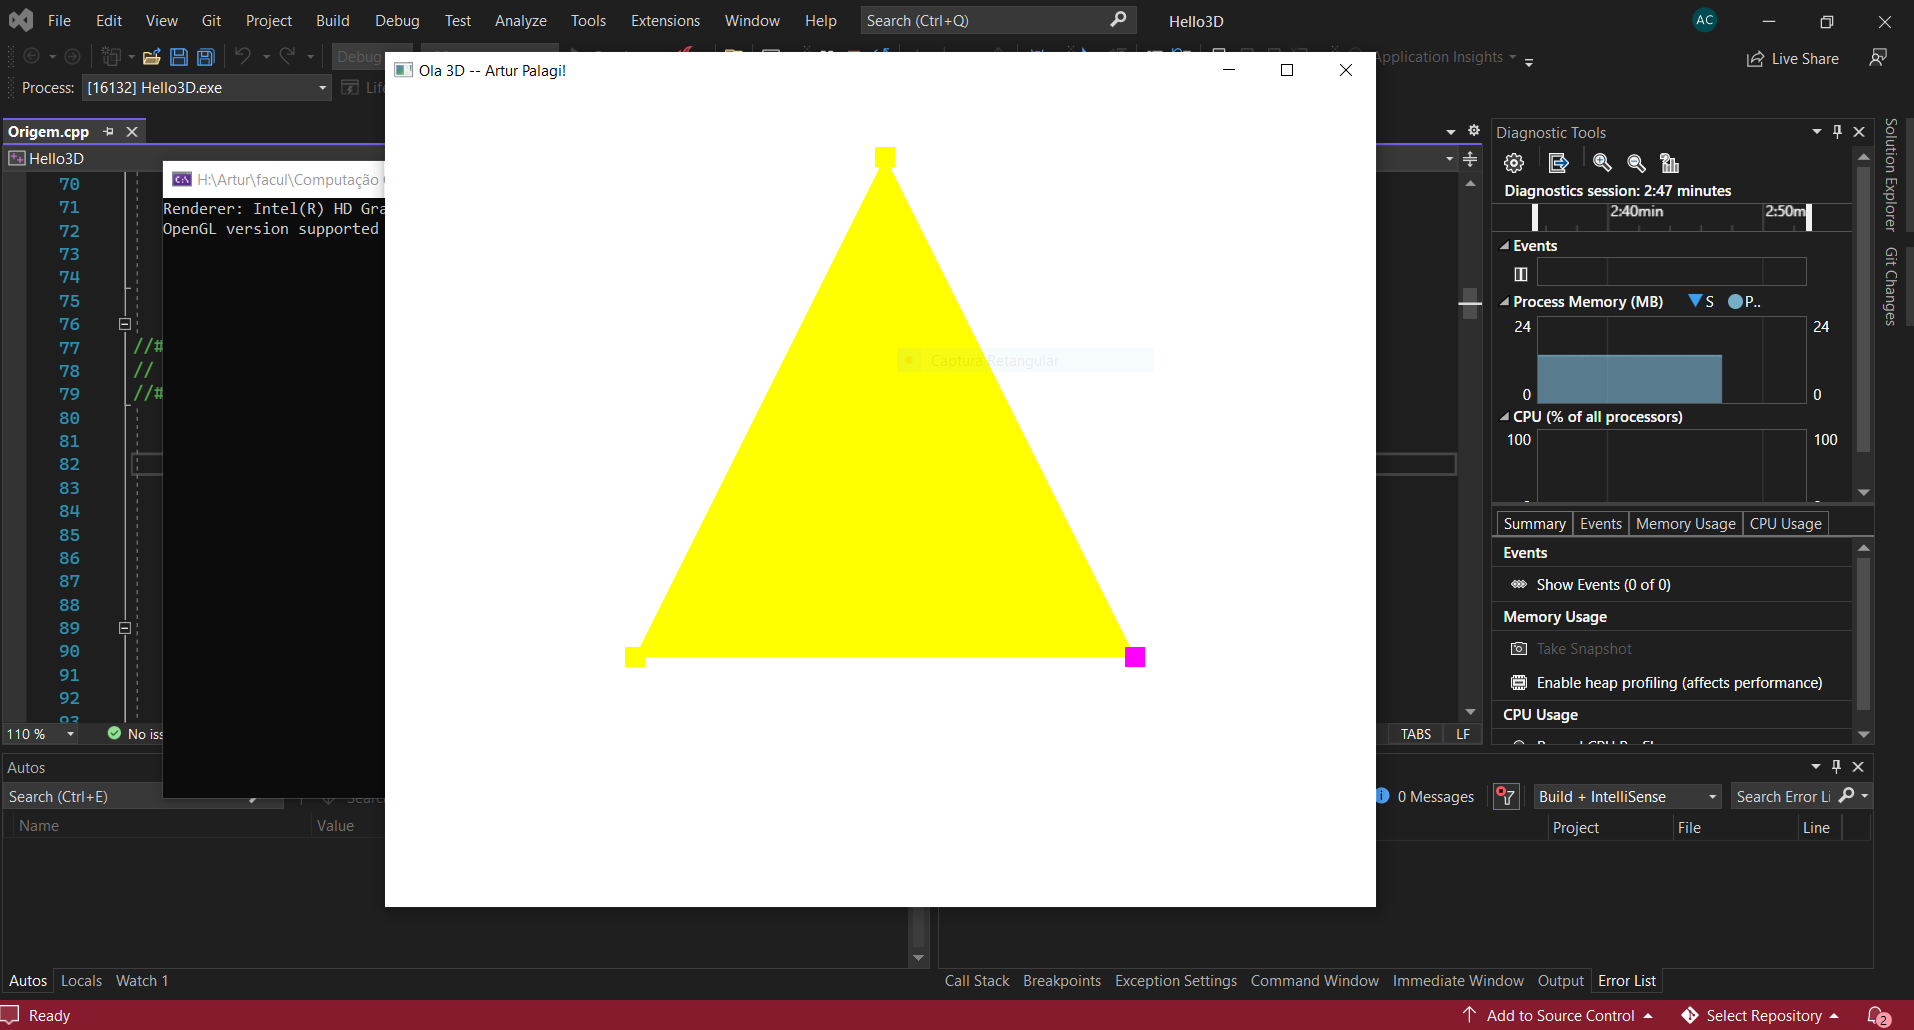 File Edit View Git Project Build Debug Test Analyze Tools Extensions Window Help Search (Ctrl+Q) Hello3D AC
Debug Application Insights Live Share
Process: [16132] Hello3D.exe Life
Ola 3D -- Artur Palagi!
Origem.cpp
Hello3D
H:\Artur\facul\Computação
Renderer: Intel(R) HD Gra
OpenGL version supported
70
71
72
73
74
75
76
77 //#
78 //
79 //#
80
81
82
83
84
85
86
87
88
89
90
91
92
93
110 % No iss
TABS LF
Captura Retangular
Diagnostic Tools
Diagnostics session: 2:47 minutes
2:40min 2:50m
Events
Process Memory (MB) S P..
24 24
0 0
CPU (% of all processors)
100 100
Summary Events Memory Usage CPU Usage
Events
Show Events (0 of 0)
Memory Usage
Take Snapshot
Enable heap profiling (affects performance)
CPU Usage
Solution Explorer
Git Changes
Autos
Search (Ctrl+E)
Name Value
0 Messages Build + IntelliSense Search Error Li
Project File Line
Autos Locals Watch 1
Call Stack Breakpoints Exception Settings Command Window Immediate Window Output Error List
Ready Add to Source Control Select Repository 2